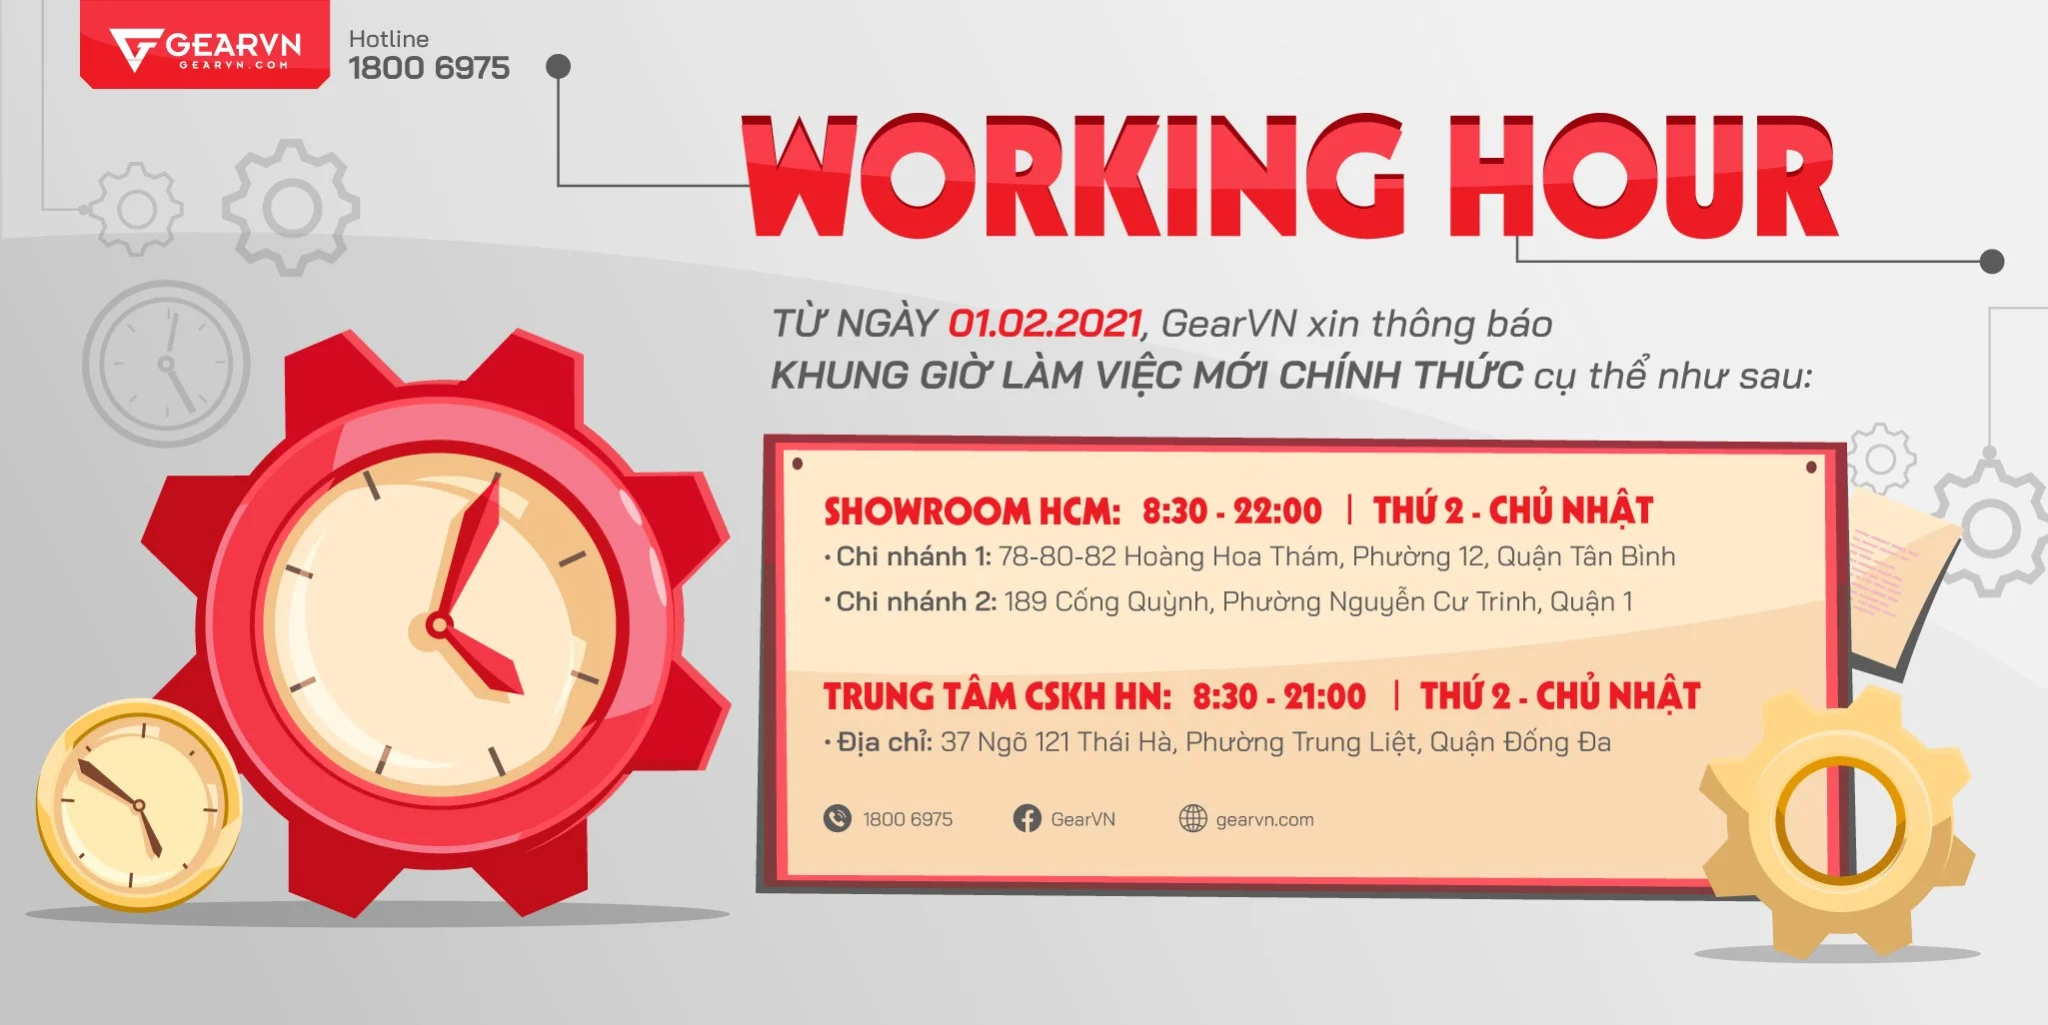 GEARVN
GEARVN.COM
Hotline
1800 6975
WORKING HOUR
TỪ NGÀY 01.02.2021, GearVN xin thông báo
KHUNG GIỜ LÀM VIỆC MỚI CHÍNH THỨC cụ thể như sau:
SHOWROOM HCM: 8:30 - 22:00 | THỨ 2 - CHỦ NHẬT
• Chi nhánh 1: 78-80-82 Hoàng Hoa Thám, Phường 12, Quận Tân Bình
• Chi nhánh 2: 189 Cống Quỳnh, Phường Nguyễn Cư Trinh, Quận 1
TRUNG TÂM CSKH HN: 8:30 - 21:00 | THỨ 2 - CHỦ NHẬT
• Địa chỉ: 37 Ngõ 121 Thái Hà, Phường Trung Liệt, Quận Đống Đa
1800 6975 GearVN gearvn.com